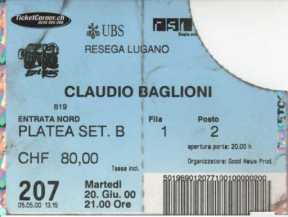 TicketCorner.ch
UBS
RESEGA LUGANO
CLAUDIO BAGLIONI
819
ENTRATA NORD Fila Posto
PLATEA SET. B 1 2
apertura porte: 20.00 h
CHF 80,00
Tassa incl.
Organizzatore: Good News Prod.
207
Martedì
20. Giu. 00
21.00 Ore
05.05.00 13.15